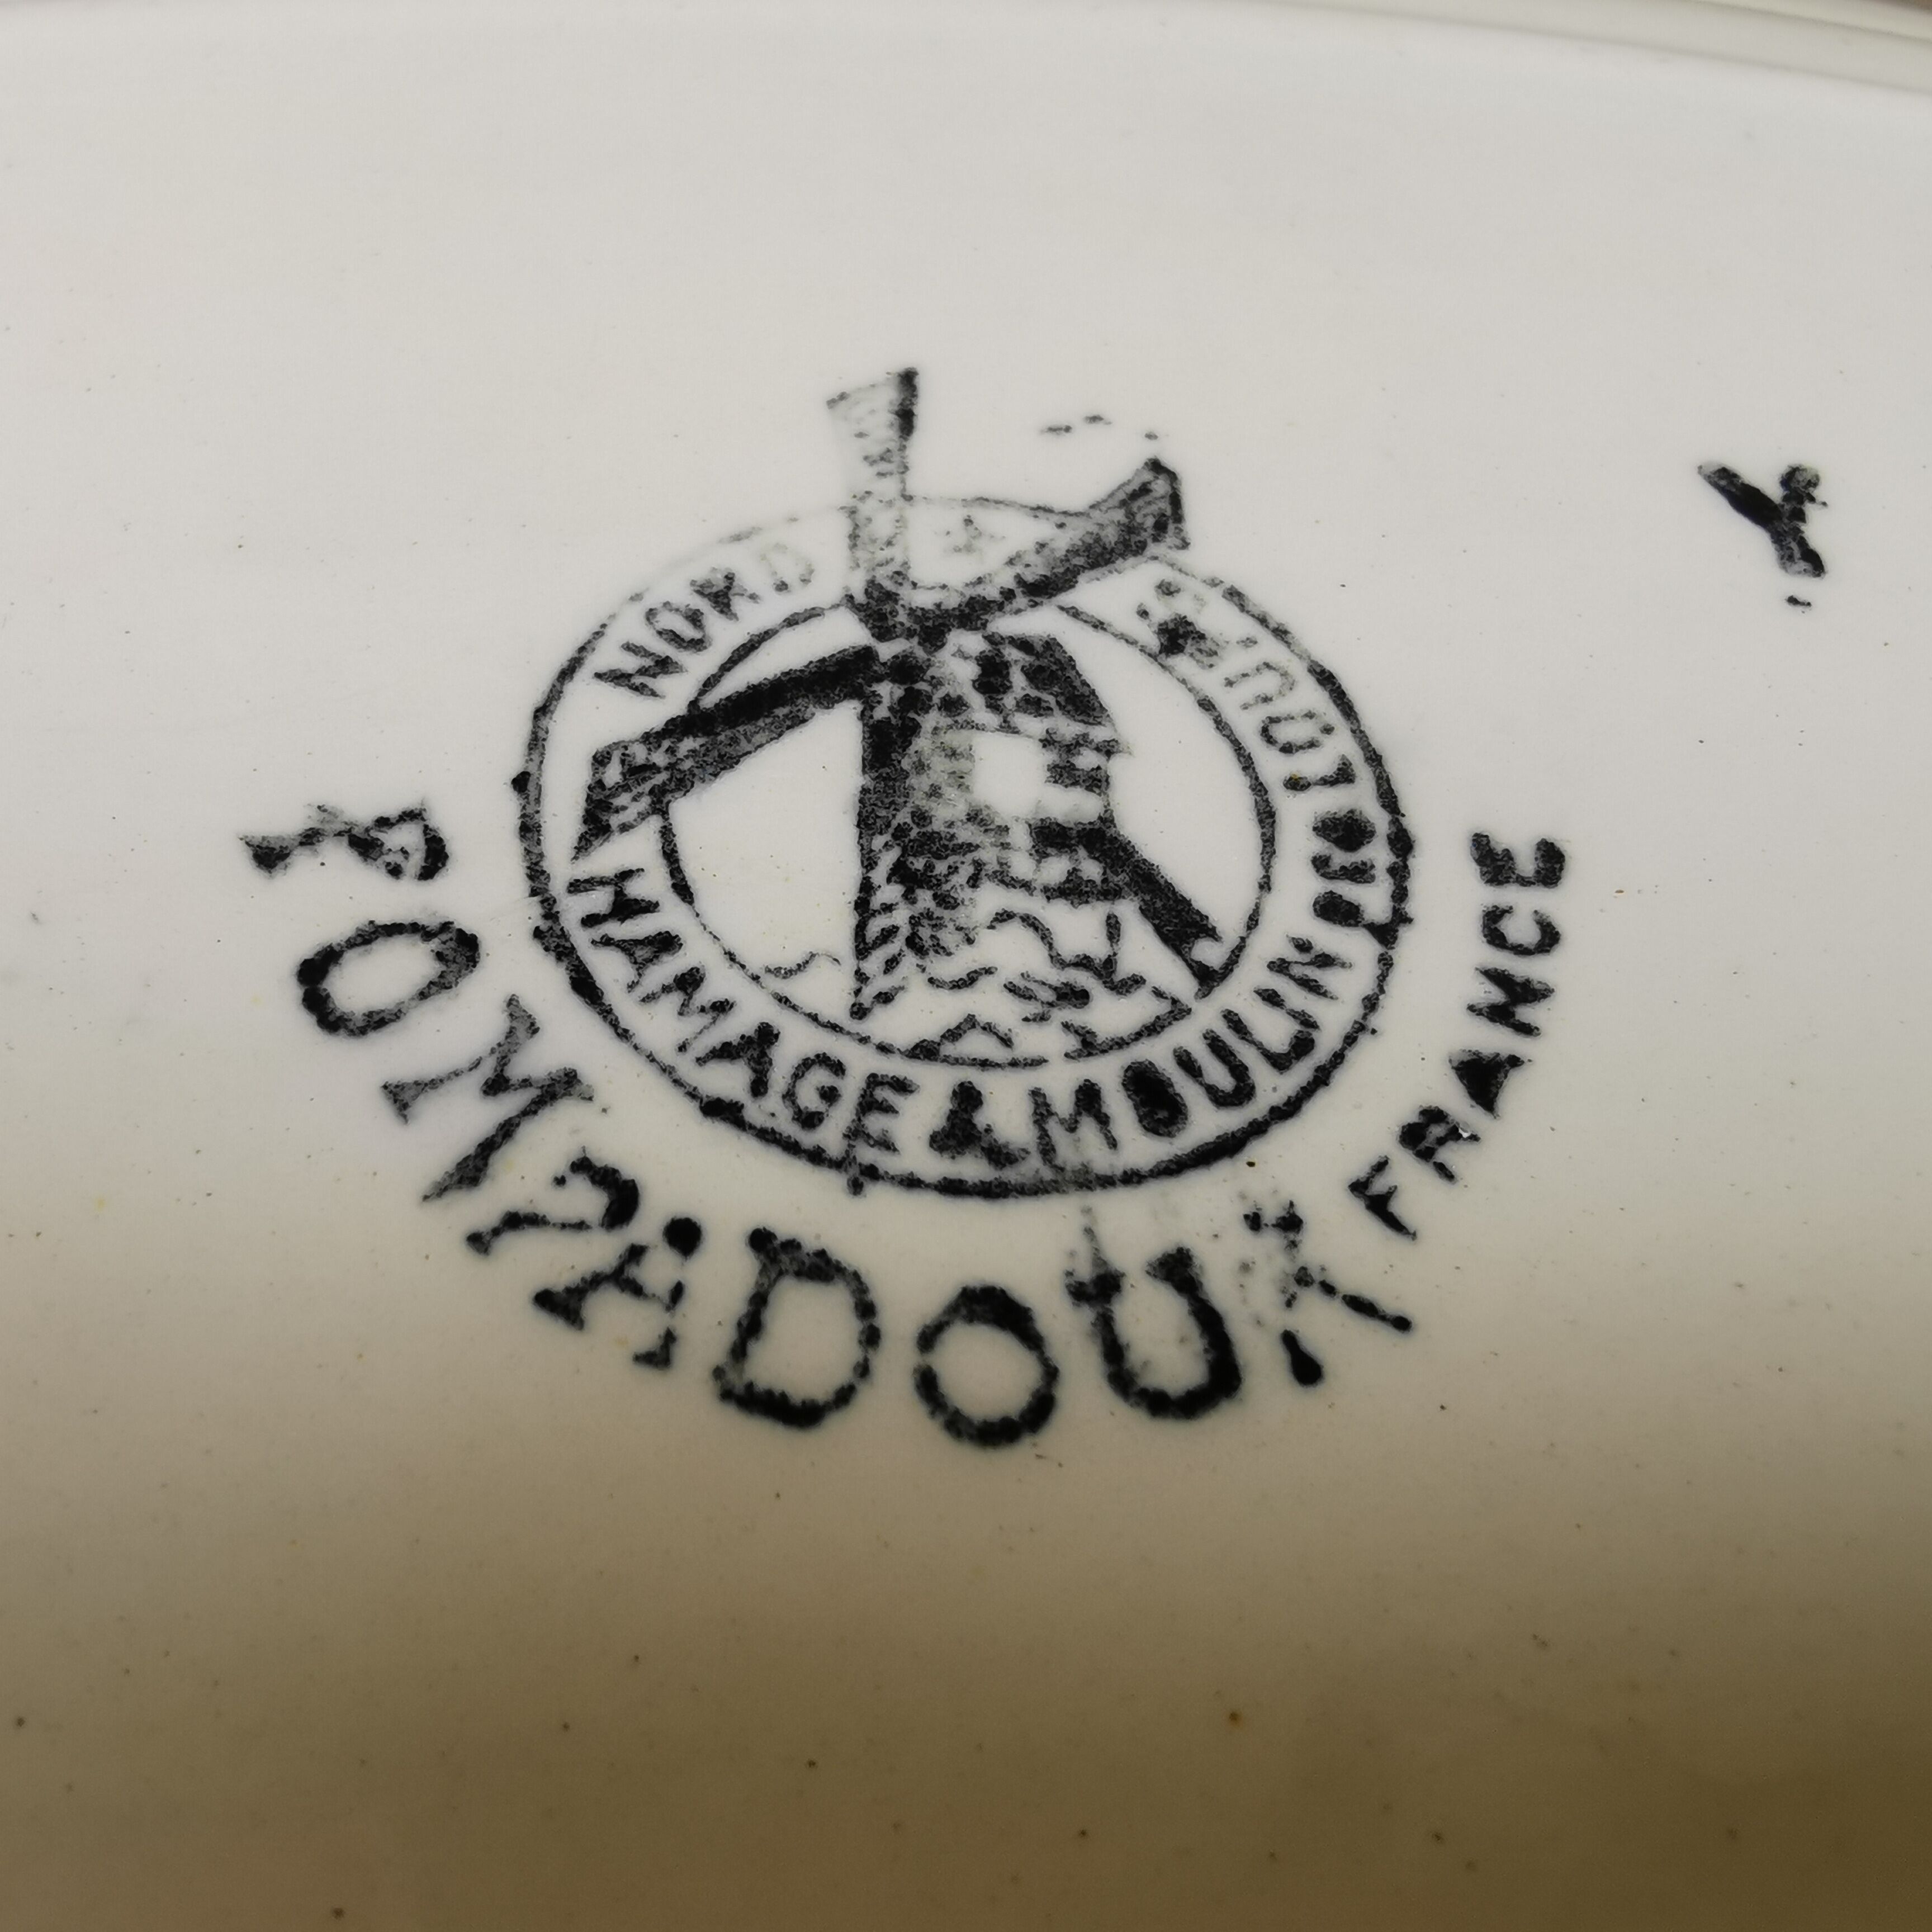 NORD
HAMAGE & MOULIN DES LOUPS
POMPADOUR
FRANCE
Y